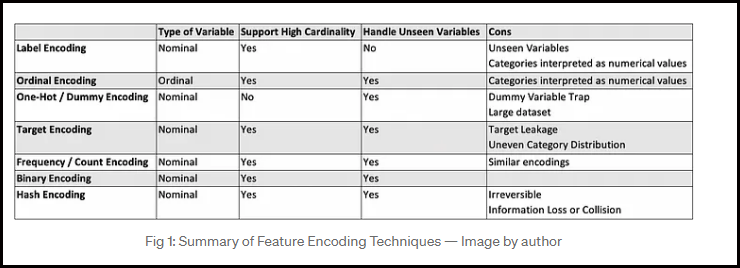 Type of Variable Support High Cardinality Handle Unseen Variables Cons
Label Encoding Nominal Yes No Unseen Variables
Categories interpreted as numerical values
Ordinal Encoding Ordinal Yes Yes Categories interpreted as numerical values
One-Hot / Dummy Encoding Nominal No Yes Dummy Variable Trap
Large dataset
Target Encoding Nominal Yes Yes Target Leakage
Uneven Category Distribution
Frequency / Count Encoding Nominal Yes Yes Similar encodings
Binary Encoding Nominal Yes Yes
Hash Encoding Nominal Yes Yes Irreversible
Information Loss or Collision
Fig 1: Summary of Feature Encoding Techniques — Image by author